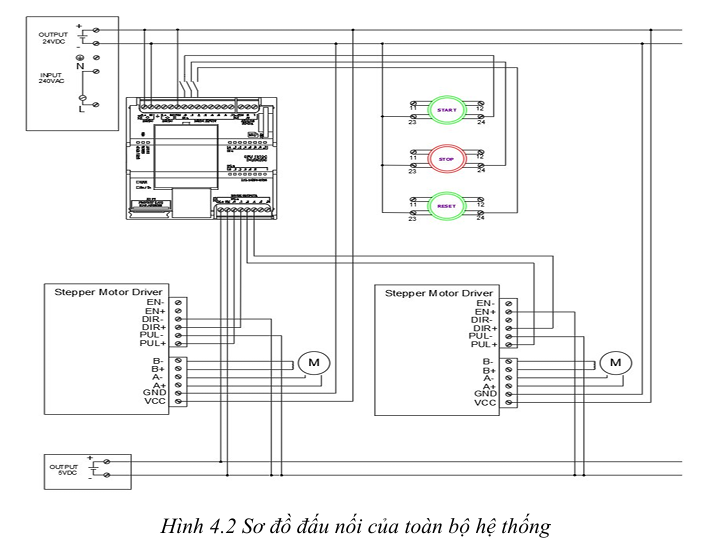 OUTPUT
24VDC
+
-
N
INPUT
240VAC
L
START
11 12
23 24
STOP
11 12
23 24
RESET
11 12
23 24
Stepper Motor Driver
EN-
EN+
DIR-
DIR+
PUL-
PUL+
B-
B+
A-
A+
GND
VCC
M
Stepper Motor Driver
EN-
EN+
DIR-
DIR+
PUL-
PUL+
B-
B+
A-
A+
GND
VCC
M
OUTPUT
5VDC
+
-
Hình 4.2 Sơ đồ đấu nối của toàn bộ hệ thống